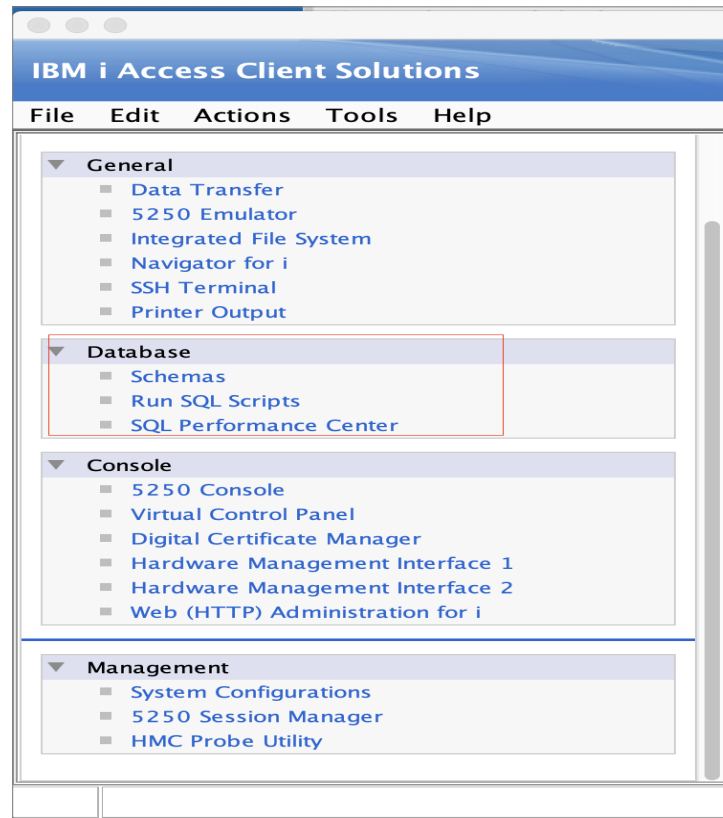 IBM i Access Client Solutions
File Edit Actions Tools Help
General
Data Transfer
5250 Emulator
Integrated File System
Navigator for i
SSH Terminal
Printer Output
Database
Schemas
Run SQL Scripts
SQL Performance Center
Console
5250 Console
Virtual Control Panel
Digital Certificate Manager
Hardware Management Interface 1
Hardware Management Interface 2
Web (HTTP) Administration for i
Management
System Configurations
5250 Session Manager
HMC Probe Utility